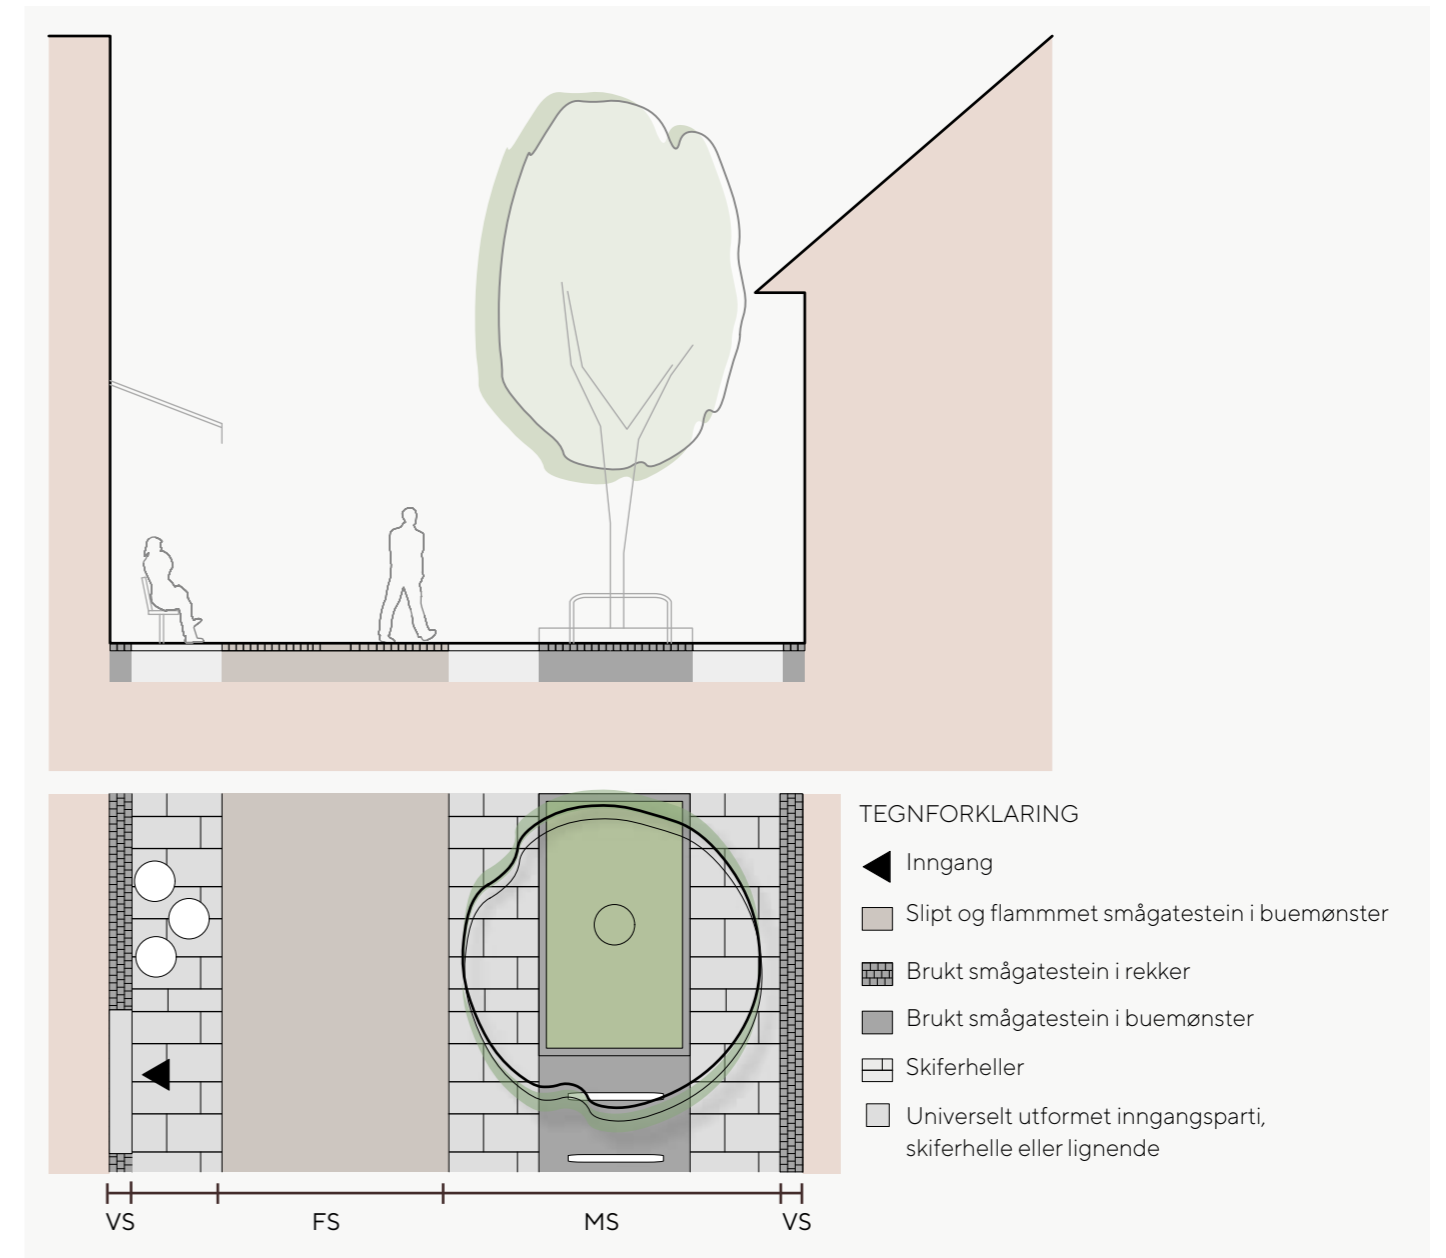 TEGNFORKLARING
Inngang
Slipt og flammmet smågatestein i buemønster
Brukt smågatestein i rekker
Brukt smågatestein i buemønster
Skiferheller
Universelt utformet inngangsparti,
skiferhelle eller lignende
VS FS MS VS